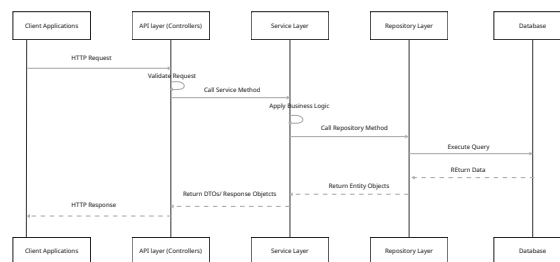 Client Applications
API layer (Controllers)
Service Layer
Repository Layer
Database
HTTP Request
Validate Request
Call Service Method
Apply Business Logic
Call Repository Method
Execute Query
REturn Data
Return Entity Objects
Return DTOs/ Response Objetcts
HTTP Response
Client Applications
API layer (Controllers)
Service Layer
Repository Layer
Database